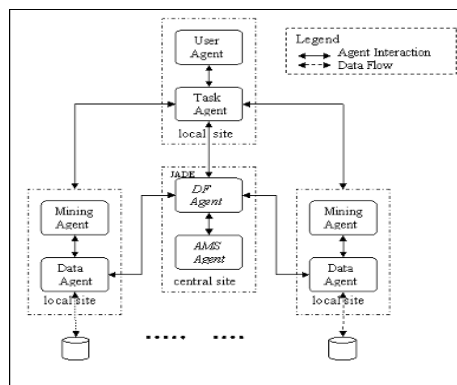 User
Agent
Legend
Agent Interaction
Data Flow
Task
Agent
local site
JADE
DF
Agent
Mining
Agent
Mining
Agent
AMS
Agent
Data
Agent
Data
Agent
local site
central site
local site